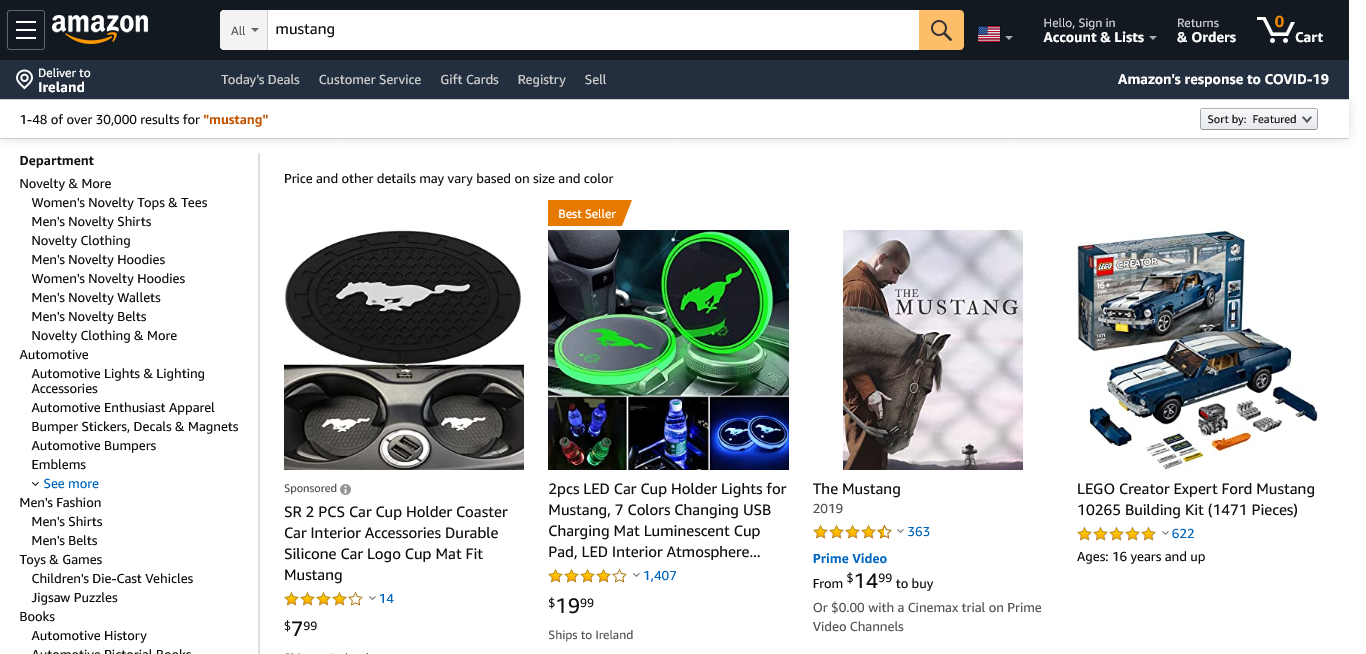 amazon
All
mustang
Hello, Sign in
Account & Lists
Returns
& Orders
0
Cart
Deliver to
Ireland
Today's Deals
Customer Service
Gift Cards
Registry
Sell
Amazon's response to COVID-19
1-48 of over 30,000 results for "mustang"
Sort by: Featured
Department
Novelty & More
Women's Novelty Tops & Tees
Men's Novelty Shirts
Novelty Clothing
Men's Novelty Hoodies
Women's Novelty Hoodies
Men's Novelty Wallets
Men's Novelty Belts
Novelty Clothing & More
Automotive
Automotive Lights & Lighting
Accessories
Automotive Enthusiast Apparel
Bumper Stickers, Decals & Magnets
Automotive Bumpers
Emblems
See more
Men's Fashion
Men's Shirts
Men's Belts
Toys & Games
Children's Die-Cast Vehicles
Jigsaw Puzzles
Books
Automotive History
Automotive Pictorial Books
Price and other details may vary based on size and color
Sponsored
SR 2 PCS Car Cup Holder Coaster
Car Interior Accessories Durable
Silicone Car Logo Cup Mat Fit
Mustang
14
$799
Best Seller
2pcs LED Car Cup Holder Lights for
Mustang, 7 Colors Changing USB
Charging Mat Luminescent Cup
Pad, LED Interior Atmosphere...
1,407
$1999
Ships to Ireland
THE
MUSTANG
The Mustang
2019
363
Prime Video
From $1499 to buy
Or $0.00 with a Cinemax trial on Prime
Video Channels
LEGO
CREATOR
16+
LEGO Creator Expert Ford Mustang
10265 Building Kit (1471 Pieces)
622
Ages: 16 years and up